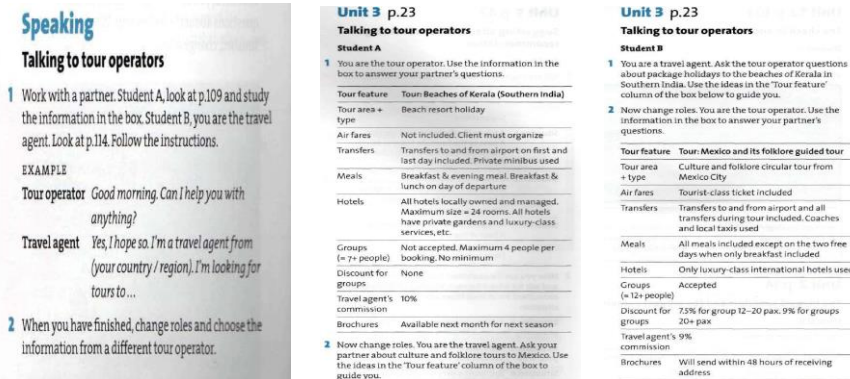 Speaking
Talking to tour operators
1 Work with a partner. Student A, look at p.109 and study
the information in the box. Student B, you are the travel
agent. Look at p.114. Follow the instructions.
EXAMPLE
Tour operator Good morning. Can I help you with
anything?
Travel agent Yes, I hope so. I'm a travel agent from
(your country / region). I'm looking for
tours to ...
2 When you have finished, change roles and choose the
information from a different tour operator.
Unit 3 p.23
Talking to tour operators
Student A
1 You are the tour operator. Use the information in the
box to answer your partner's questions.
Tour feature Tour: Beaches of Kerala (Southern India)
Tour area + Beach resort holiday
type
Air fares Not included. Client must organize
Transfers Transfers to and from airport on first and
last day included. Private minibus used
Meals Breakfast & evening meal. Breakfast &
lunch on day of departure
Hotels All hotels locally owned and managed.
Maximum size = 24 rooms. All hotels
have private gardens and luxury-class
services, etc.
Groups Not accepted. Maximum 4 people per
(= 7+ people) booking. No minimum
Discount for None
groups
Travel agent's 10%
commission
Brochures Available next month for next season
2 Now change roles. You are the travel agent. Ask your
partner about culture and folklore tours to Mexico. Use
the ideas in the 'Tour feature' column of the box to
guide you.
Unit 3 p.23
Talking to tour operators
Student B
1 You are a travel agent. Ask the tour operator questions
about package holidays to the beaches of Kerala in
Southern India. Use the ideas in the 'Tour feature'
column of the box below to guide you.
2 Now change roles. You are the tour operator. Use the
information in the box to answer your partner's
questions.
Tour feature Tour: Mexico and its folklore guided tour
Tour area Culture and folklore circular tour from
+ type Mexico City
Air fares Tourist-class ticket included
Transfers Transfers to and from airport and all
transfers during tour included. Coaches
and local taxis used
Meals All meals included except on the two free
days when only breakfast included
Hotels Only luxury-class international hotels used
Groups Accepted
(= 12+ people)
Discount for 7.5% for group 12–20 pax. 9% for groups
groups 20+ pax
Travel agent's 9%
commission
Brochures Will send within 48 hours of receiving
address